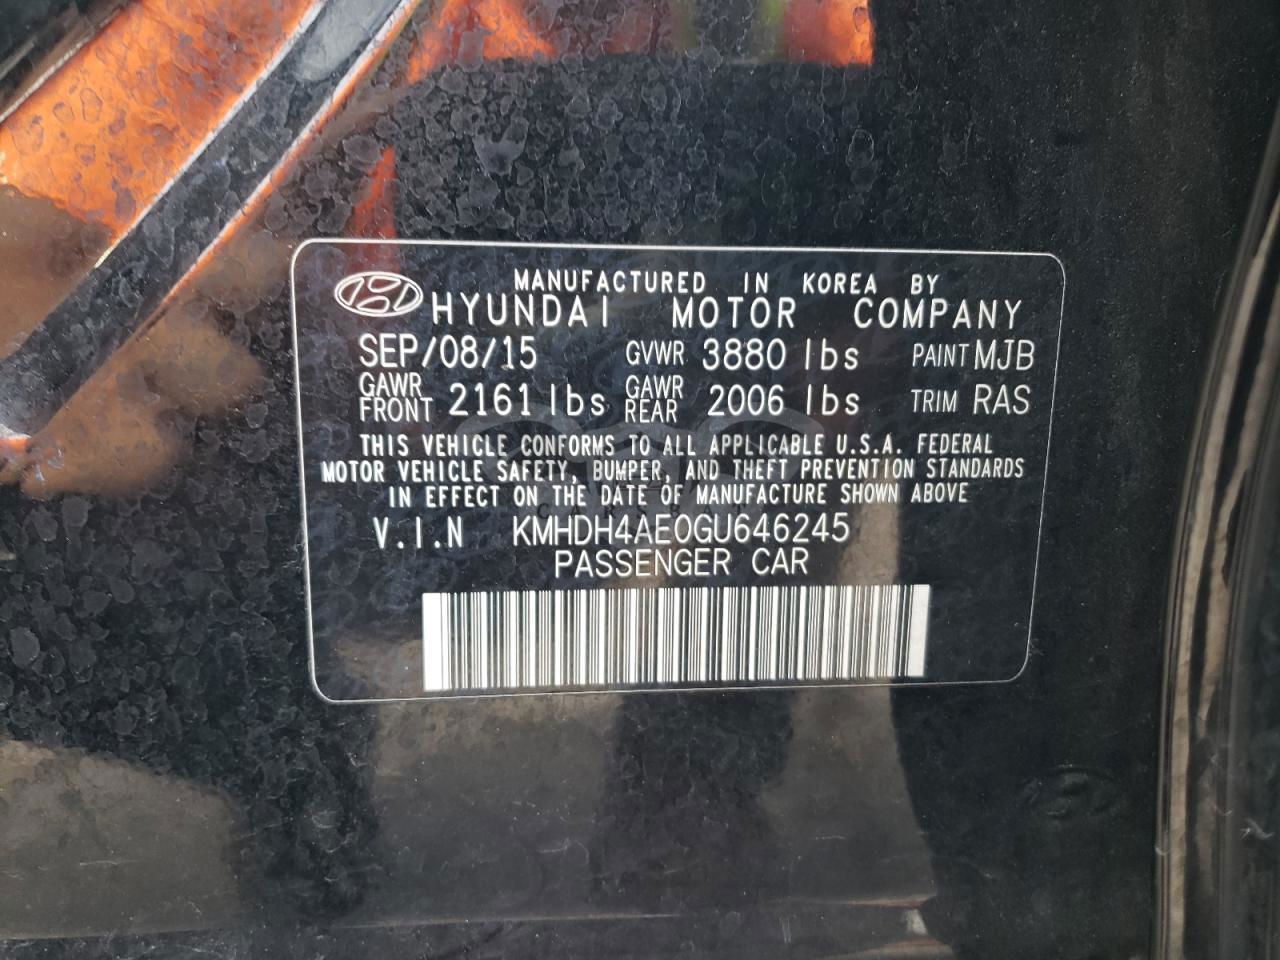 MANUFACTURED IN KOREA BY
HYUNDAI MOTOR COMPANY
SEP/08/15 GVWR 3880 lbs PAINT MJB
GAWR FRONT 2161 lbs GAWR REAR 2006 lbs TRIM RAS
THIS VEHICLE CONFORMS TO ALL APPLICABLE U.S.A. FEDERAL
MOTOR VEHICLE SAFETY, BUMPER, AND THEFT PREVENTION STANDARDS
IN EFFECT ON THE DATE OF MANUFACTURE SHOWN ABOVE
V.I.N KMHDH4AE0GU646245
PASSENGER CAR